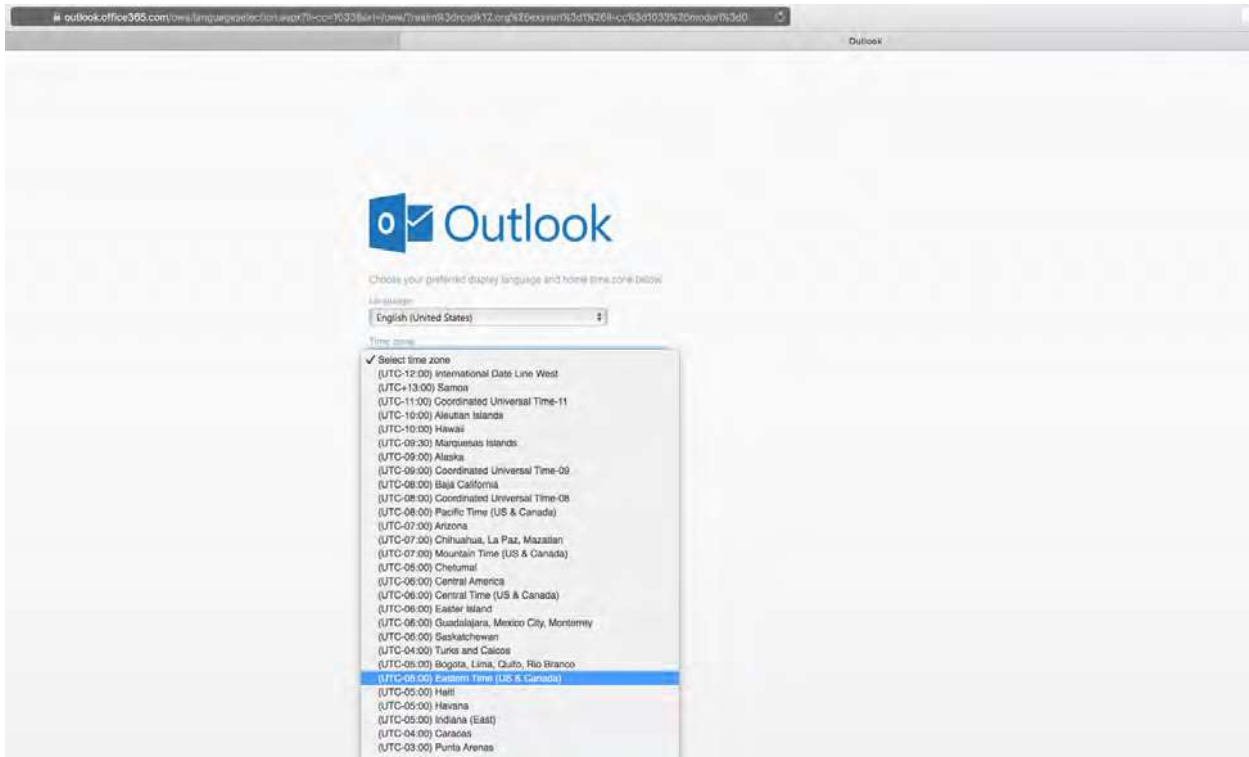 outlook.office365.com
Outlook
Outlook
Choose your preferred display language and home time zone below
Language:
English (United States)
Time zone
✓ Select time zone
(UTC-12:00) International Date Line West
(UTC+13:00) Samoa
(UTC-11:00) Coordinated Universal Time-11
(UTC-10:00) Aleutian Islands
(UTC-10:00) Hawaii
(UTC-09:30) Marquesas Islands
(UTC-09:00) Alaska
(UTC-09:00) Coordinated Universal Time-09
(UTC-08:00) Baja California
(UTC-08:00) Coordinated Universal Time-08
(UTC-08:00) Pacific Time (US & Canada)
(UTC-07:00) Arizona
(UTC-07:00) Chihuahua, La Paz, Mazatlan
(UTC-07:00) Mountain Time (US & Canada)
(UTC-05:00) Chetumal
(UTC-06:00) Central America
(UTC-06:00) Central Time (US & Canada)
(UTC-06:00) Easter Island
(UTC-06:00) Guadalajara, Mexico City, Monterrey
(UTC-06:00) Saskatchewan
(UTC-04:00) Turks and Caicos
(UTC-05:00) Bogota, Lima, Quito, Rio Branco
(UTC-05:00) Eastern Time (US & Canada)
(UTC-05:00) Haiti
(UTC-05:00) Havana
(UTC-05:00) Indiana (East)
(UTC-04:00) Caracas
(UTC-03:00) Punta Arenas